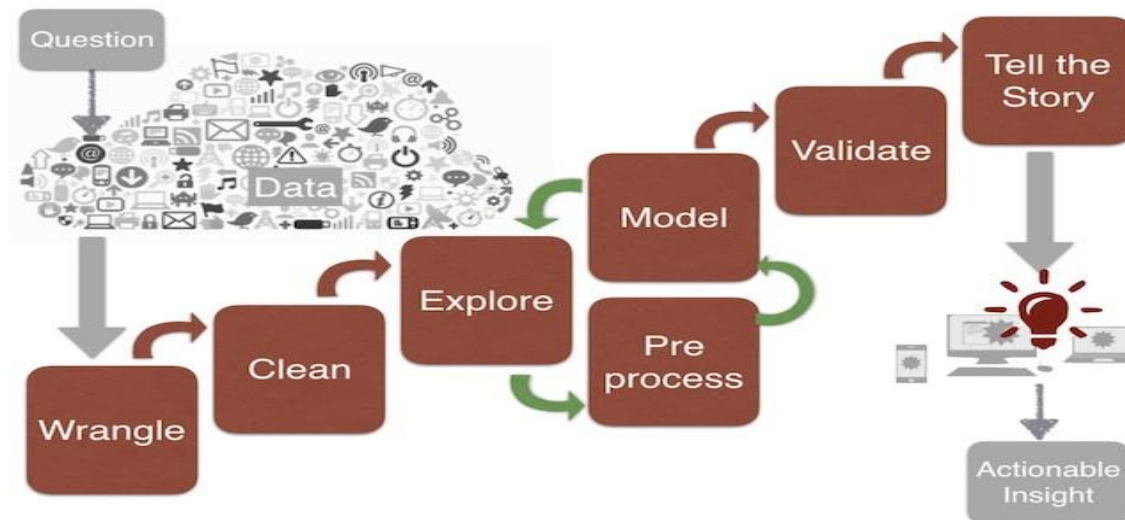 Question
Data
Wrangle
Clean
Explore
Pre
process
Model
Validate
Tell the
Story
Actionable
Insight